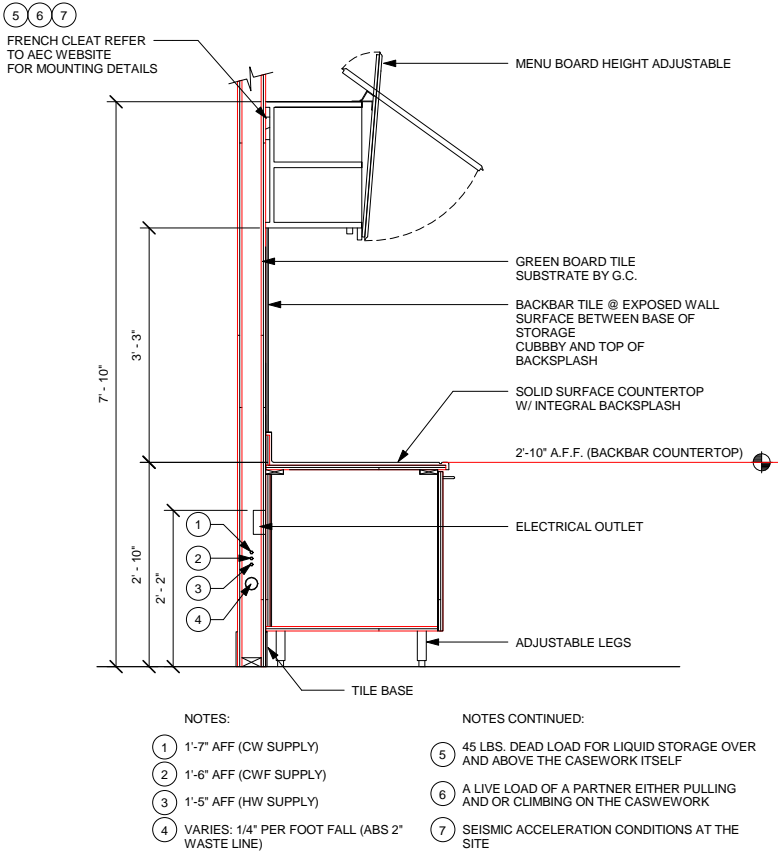 5 6 7
FRENCH CLEAT REFER
TO AEC WEBSITE
FOR MOUNTING DETAILS
MENU BOARD HEIGHT ADJUSTABLE
GREEN BOARD TILE
SUBSTRATE BY G.C.
BACKBAR TILE @ EXPOSED WALL
SURFACE BETWEEN BASE OF
STORAGE
CUBBBY AND TOP OF
BACKSPLASH
SOLID SURFACE COUNTERTOP
W/ INTEGRAL BACKSPLASH
2'-10" A.F.F. (BACKBAR COUNTERTOP)
ELECTRICAL OUTLET
ADJUSTABLE LEGS
TILE BASE
7' - 10"
3' - 3"
2' - 10"
2' - 2"
1
2
3
4
NOTES:
1 1'-7" AFF (CW SUPPLY)
2 1'-6" AFF (CWF SUPPLY)
3 1'-5" AFF (HW SUPPLY)
4 VARIES: 1/4" PER FOOT FALL (ABS 2"
WASTE LINE)
NOTES CONTINUED:
5 45 LBS. DEAD LOAD FOR LIQUID STORAGE OVER
AND ABOVE THE CASEWORK ITSELF
6 A LIVE LOAD OF A PARTNER EITHER PULLING
AND OR CLIMBING ON THE CASWEWORK
7 SEISMIC ACCELERATION CONDITIONS AT THE
SITE